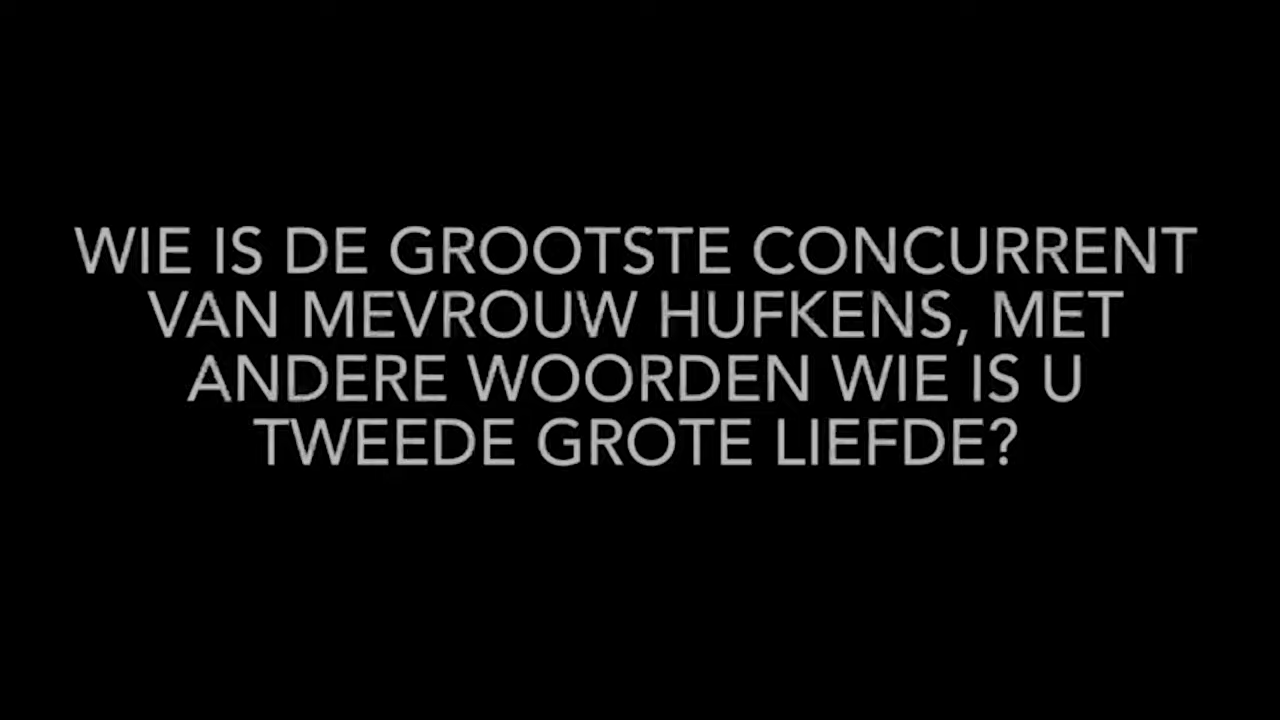 WIE IS DE GROOTSTE CONCURRENT
VAN MEVROUW HUFKENS, MET
ANDERE WOORDEN WIE IS U
TWEEDE GROTE LIEFDE?